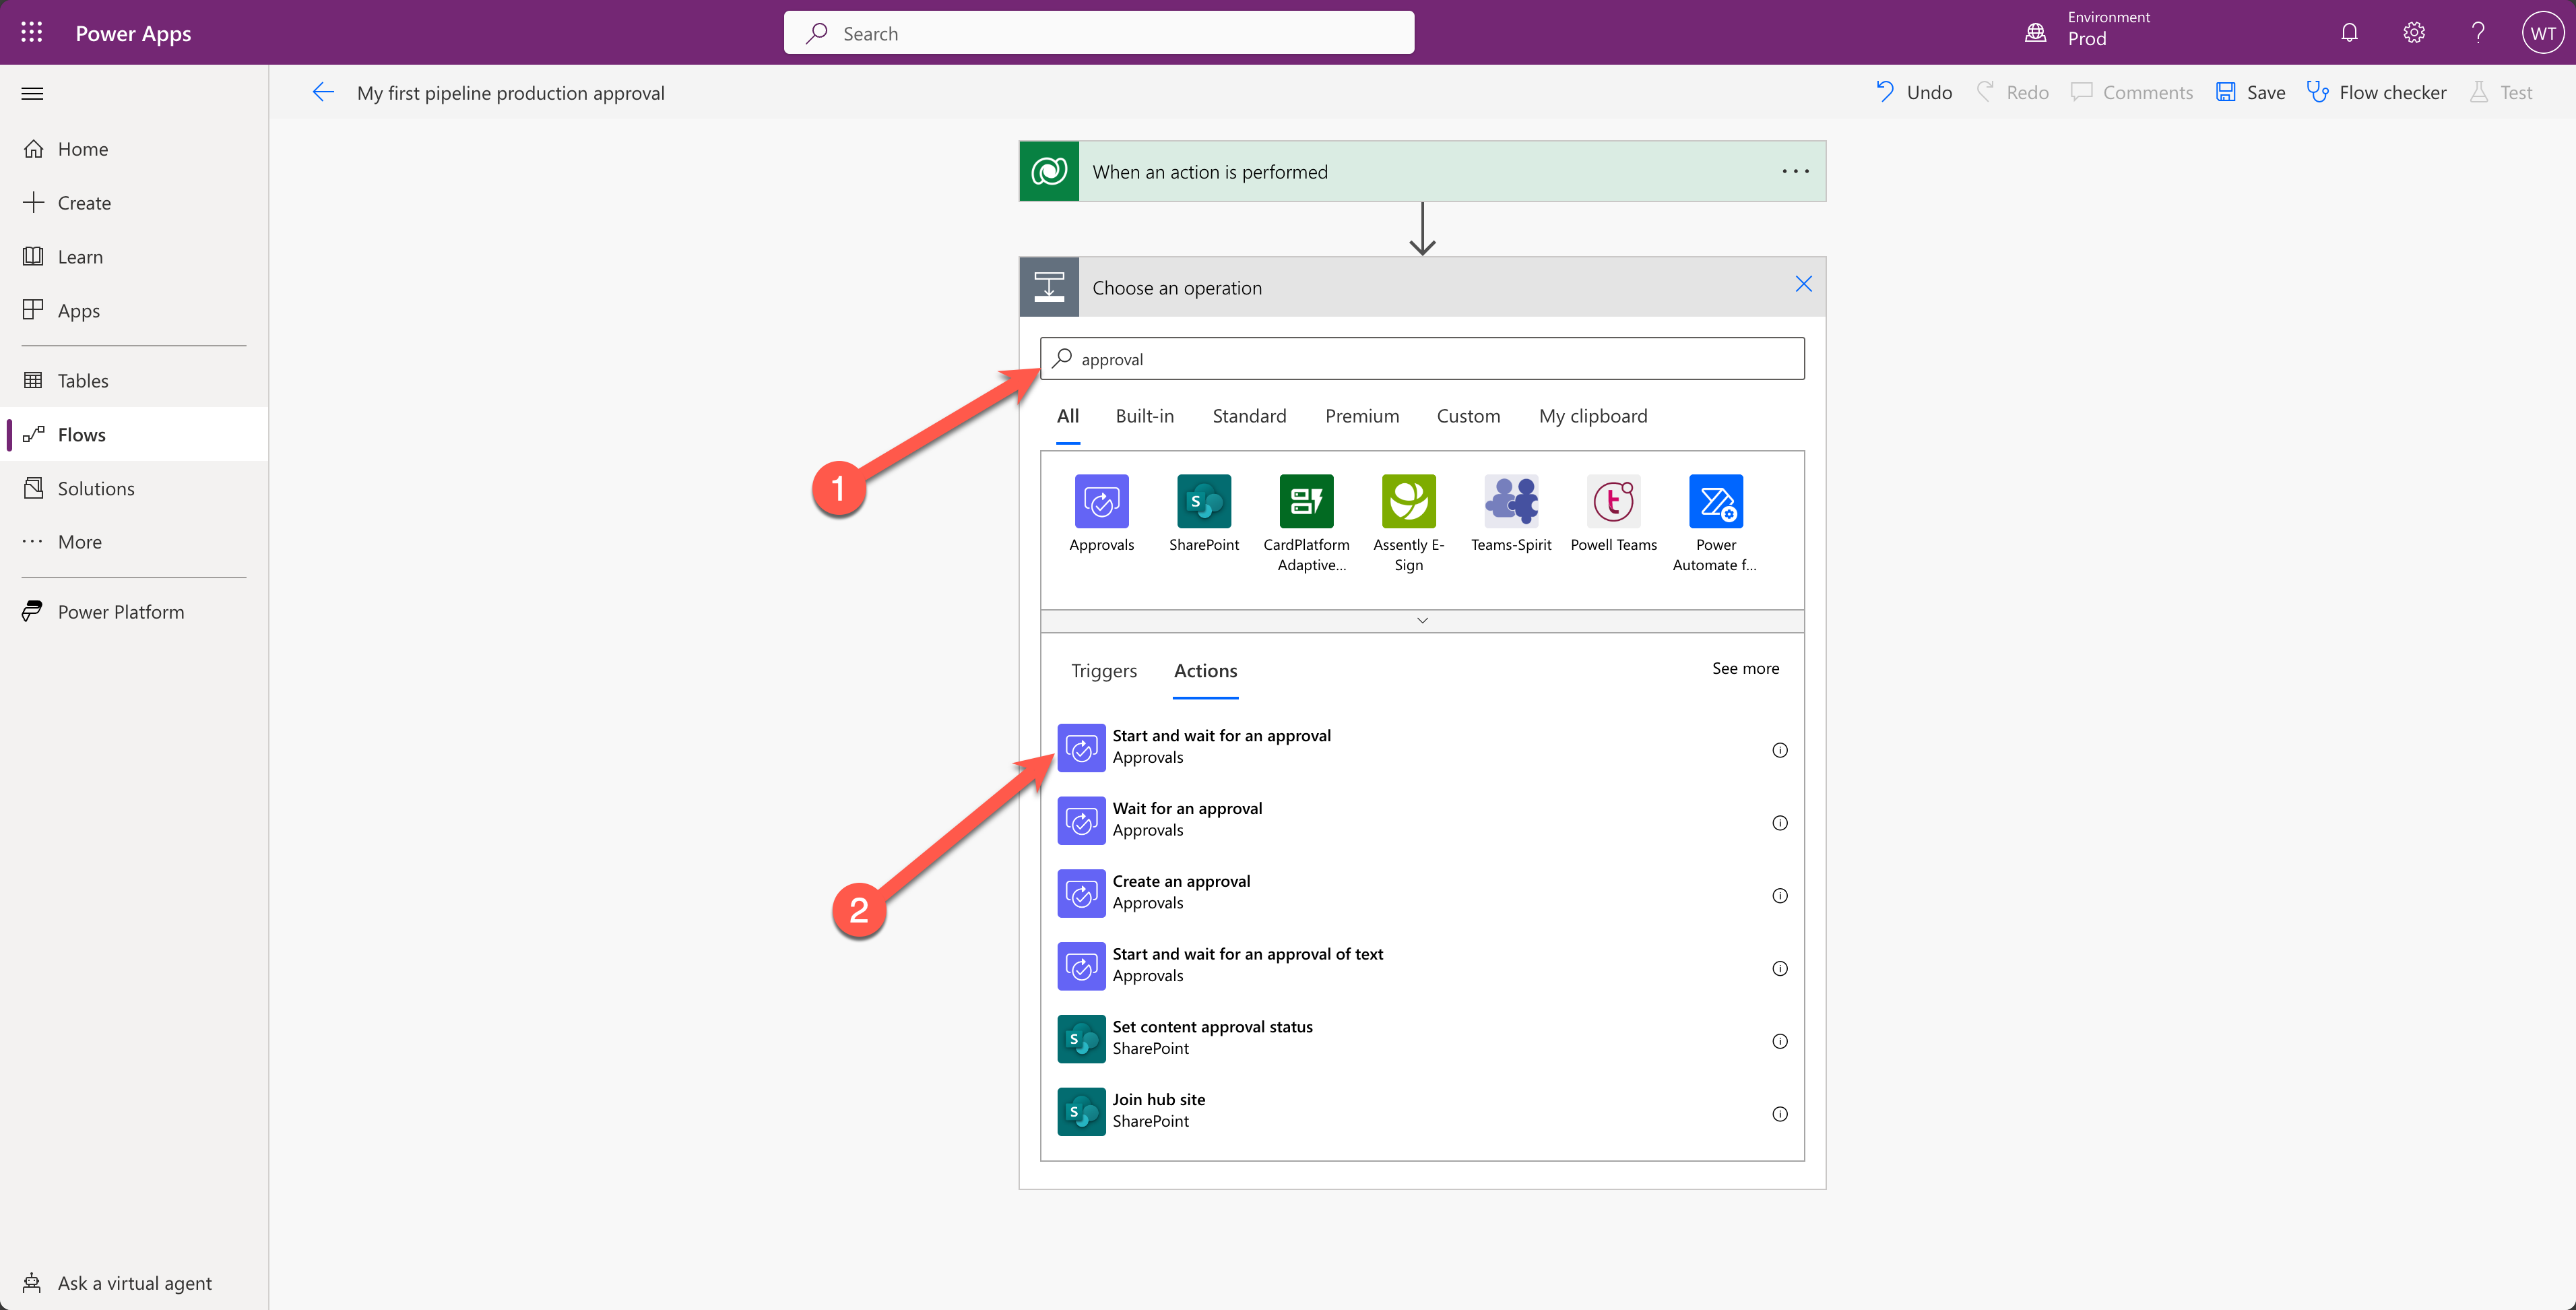 Power Apps
Search
Environment
Prod
WT
My first pipeline production approval
Undo
Redo
Comments
Save
Flow checker
Test
Home
Create
Learn
Apps
Tables
Flows
Solutions
More
Power Platform
Ask a virtual agent
When an action is performed
Choose an operation
approval
1
All
Built-in
Standard
Premium
Custom
My clipboard
Approvals
SharePoint
CardPlatform
Adaptive...
Assently E-
Sign
Teams-Spirit
Powell Teams
Power
Automate f...
Triggers
Actions
See more
Start and wait for an approval
Approvals
2
Wait for an approval
Approvals
Create an approval
Approvals
Start and wait for an approval of text
Approvals
Set content approval status
SharePoint
Join hub site
SharePoint